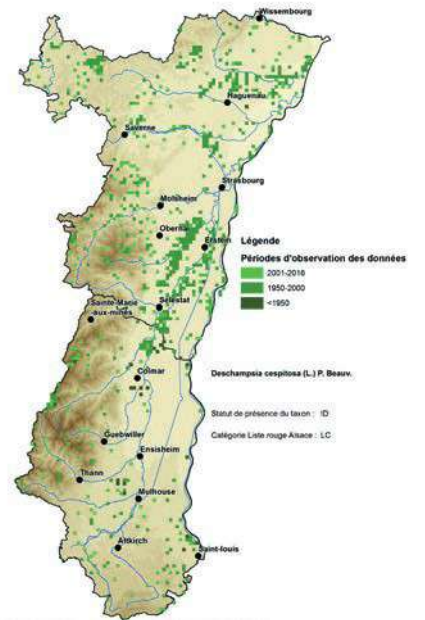 Wissembourg
Haguenau
Saverne
Strasbourg
Molsheim
Obernai
Erstein
Légende
Périodes d'observation des données
2001-2016
1950-2000
<1950
Sainte-Marie
-aux-mines
Sélestat
Colmar
Deschampsia cespitosa (L.) P. Beauv.
Statut de présence du taxon : ID
Guebwiller
Catégorie Liste rouge Alsace : LC
Ensisheim
Thann
Mulhouse
Altkirch
Saint-louis